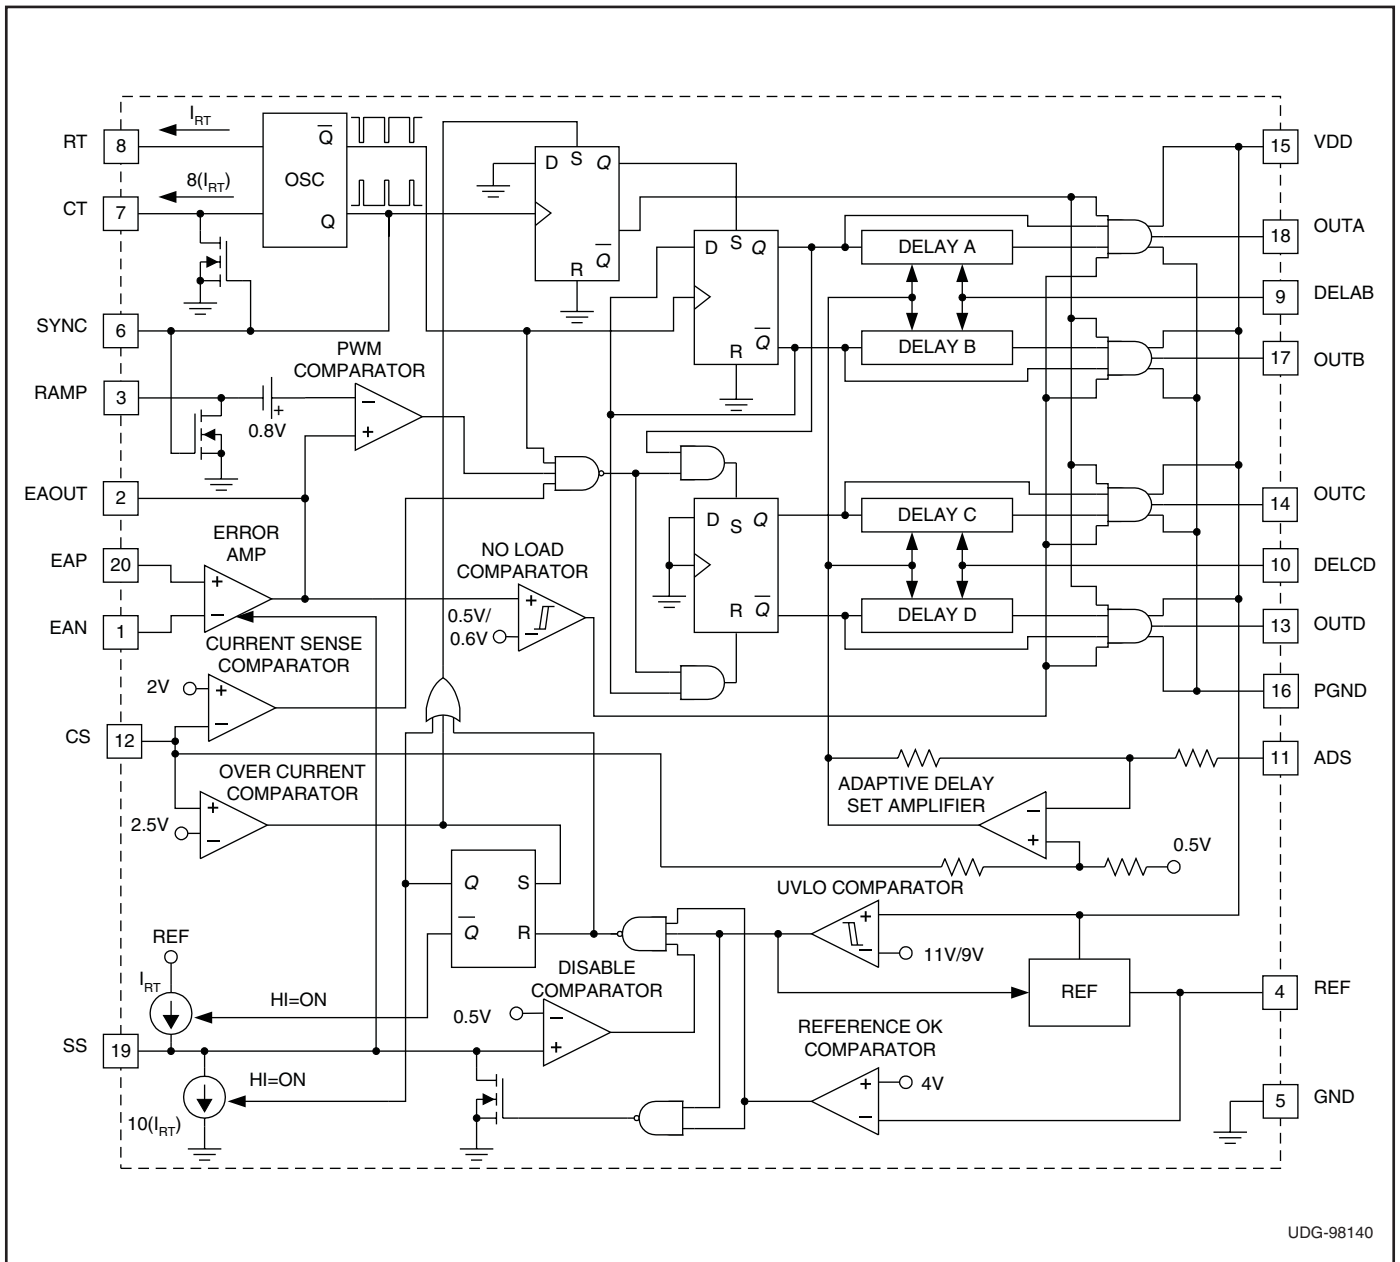 I_RT
RT
8
Q̅
OSC
8(I_RT)
CT
7
Q
D S Q
Q̅
R
15
VDD
18
OUTA
D S Q
DELAY A
9
DELAB
SYNC
6
PWM
COMPARATOR
R Q̅
DELAY B
17
OUTB
RAMP
3
−
+
0.8V
+
EAOUT
2
ERROR
AMP
NO LOAD
COMPARATOR
D S Q
DELAY C
14
OUTC
EAP
20
+
10
DELCD
EAN
1
−
0.5V/
0.6V
+
−
R Q̅
DELAY D
13
OUTD
CURRENT SENSE
COMPARATOR
2V
+
−
16
PGND
CS
12
11
ADS
OVER CURRENT
COMPARATOR
ADAPTIVE DELAY
SET AMPLIFIER
−
+
2.5V
+
−
0.5V
Q S
Q̅ R
UVLO COMPARATOR
+
−
11V/9V
REF
I_RT
HI=ON
DISABLE
COMPARATOR
0.5V
−
+
REF
4
REF
SS
19
REFERENCE OK
COMPARATOR
HI=ON
10(I_RT)
+
−
4V
5
GND
UDG-98140